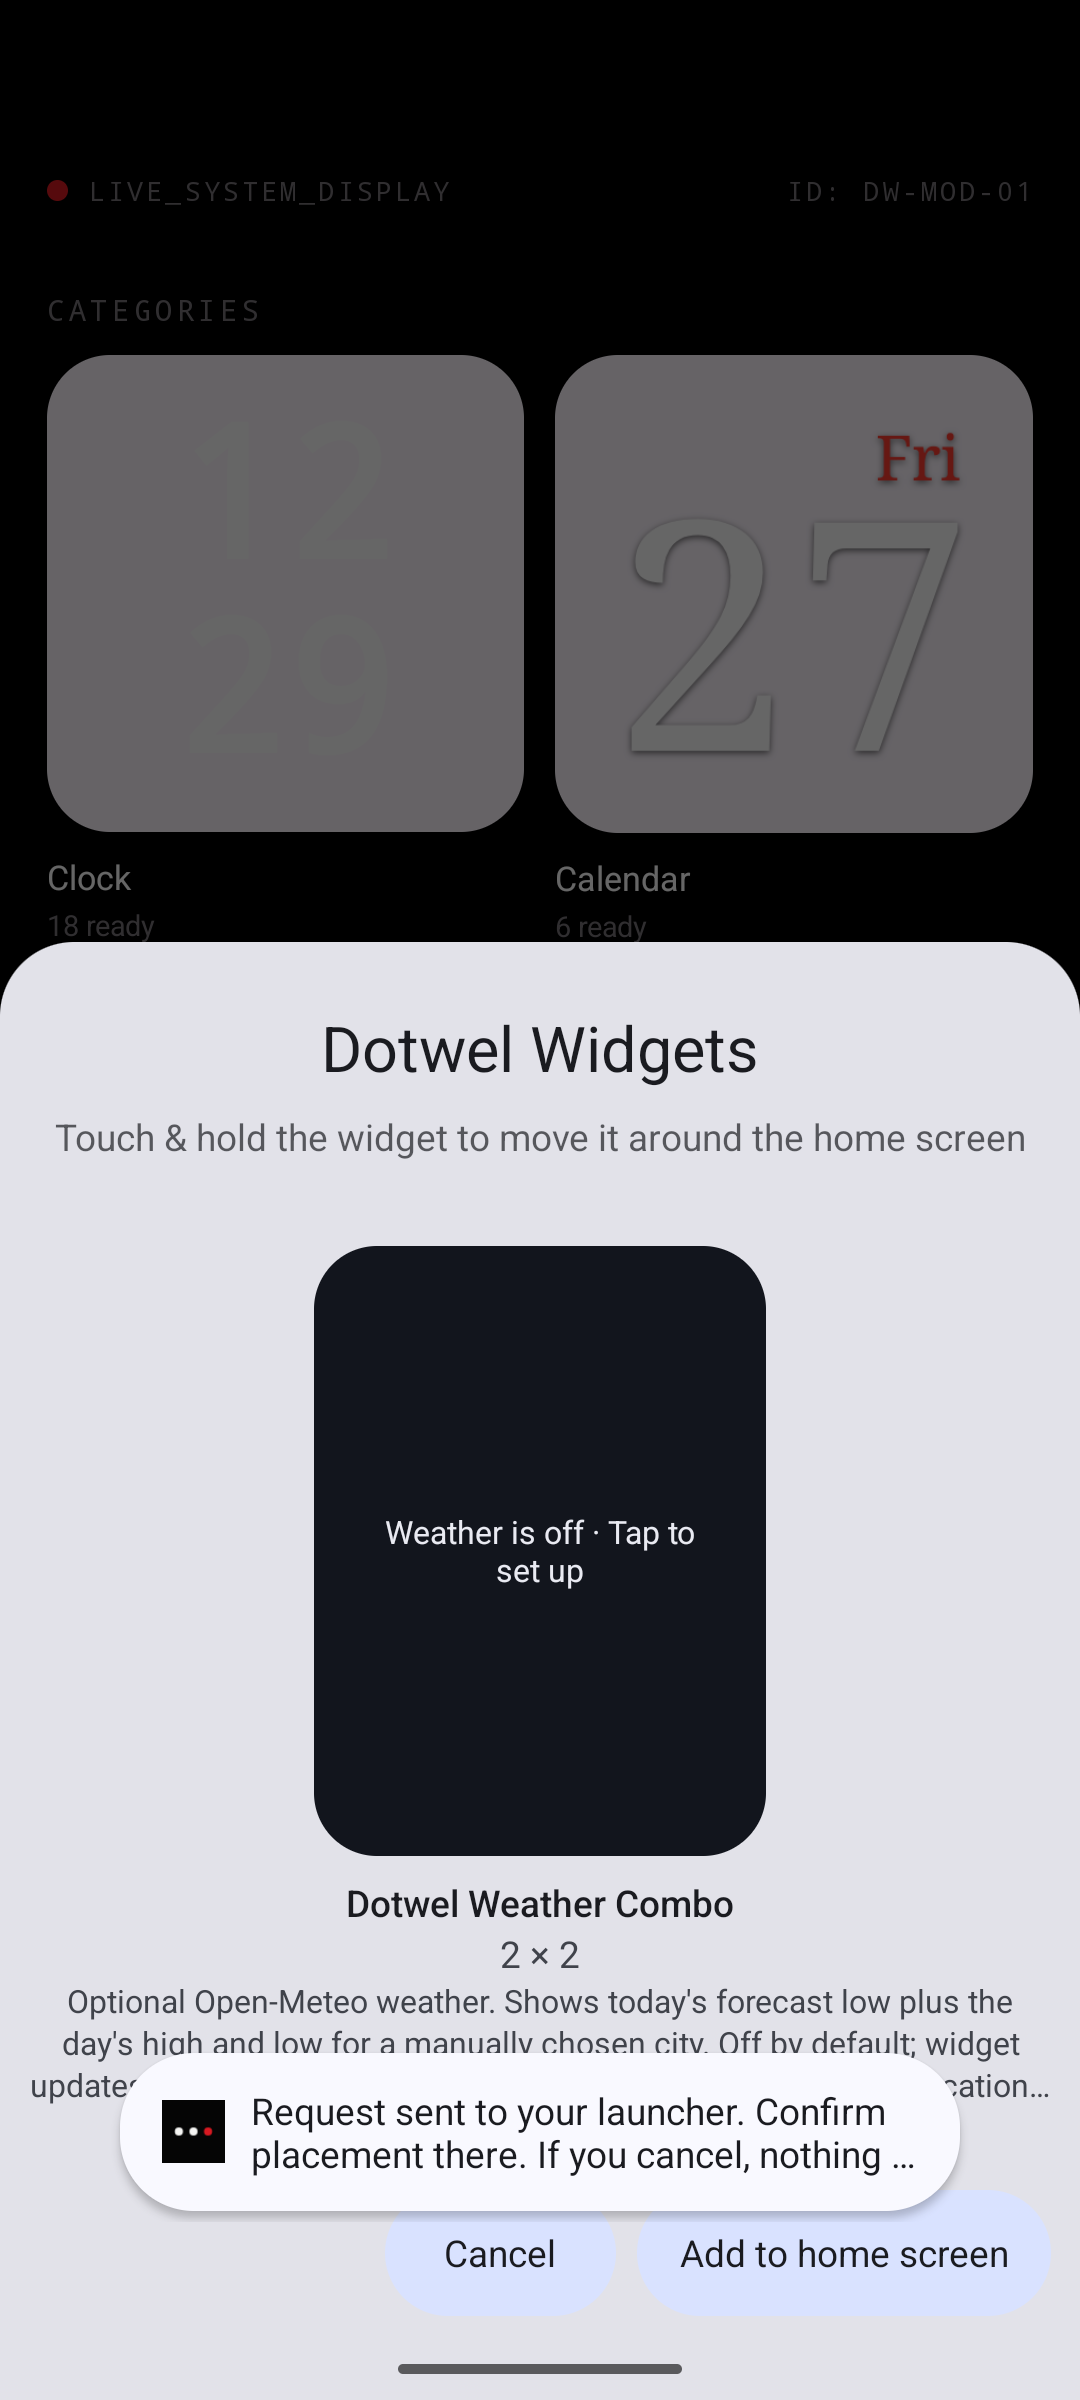 LIVE_SYSTEM_DISPLAY
ID: DW-MOD-01
CATEGORIES
12
29
Fri
27
Clock
18 ready
Calendar
6 ready
Dotwel Widgets
Touch & hold the widget to move it around the home screen
Weather is off · Tap to
set up
Dotwel Weather Combo
2 × 2
Optional Open-Meteo weather. Shows today's forecast low plus the
day's high and low for a manually chosen city. Off by default; widget
Request sent to your launcher. Confirm
placement there. If you cancel, nothing …
Cancel
Add to home screen